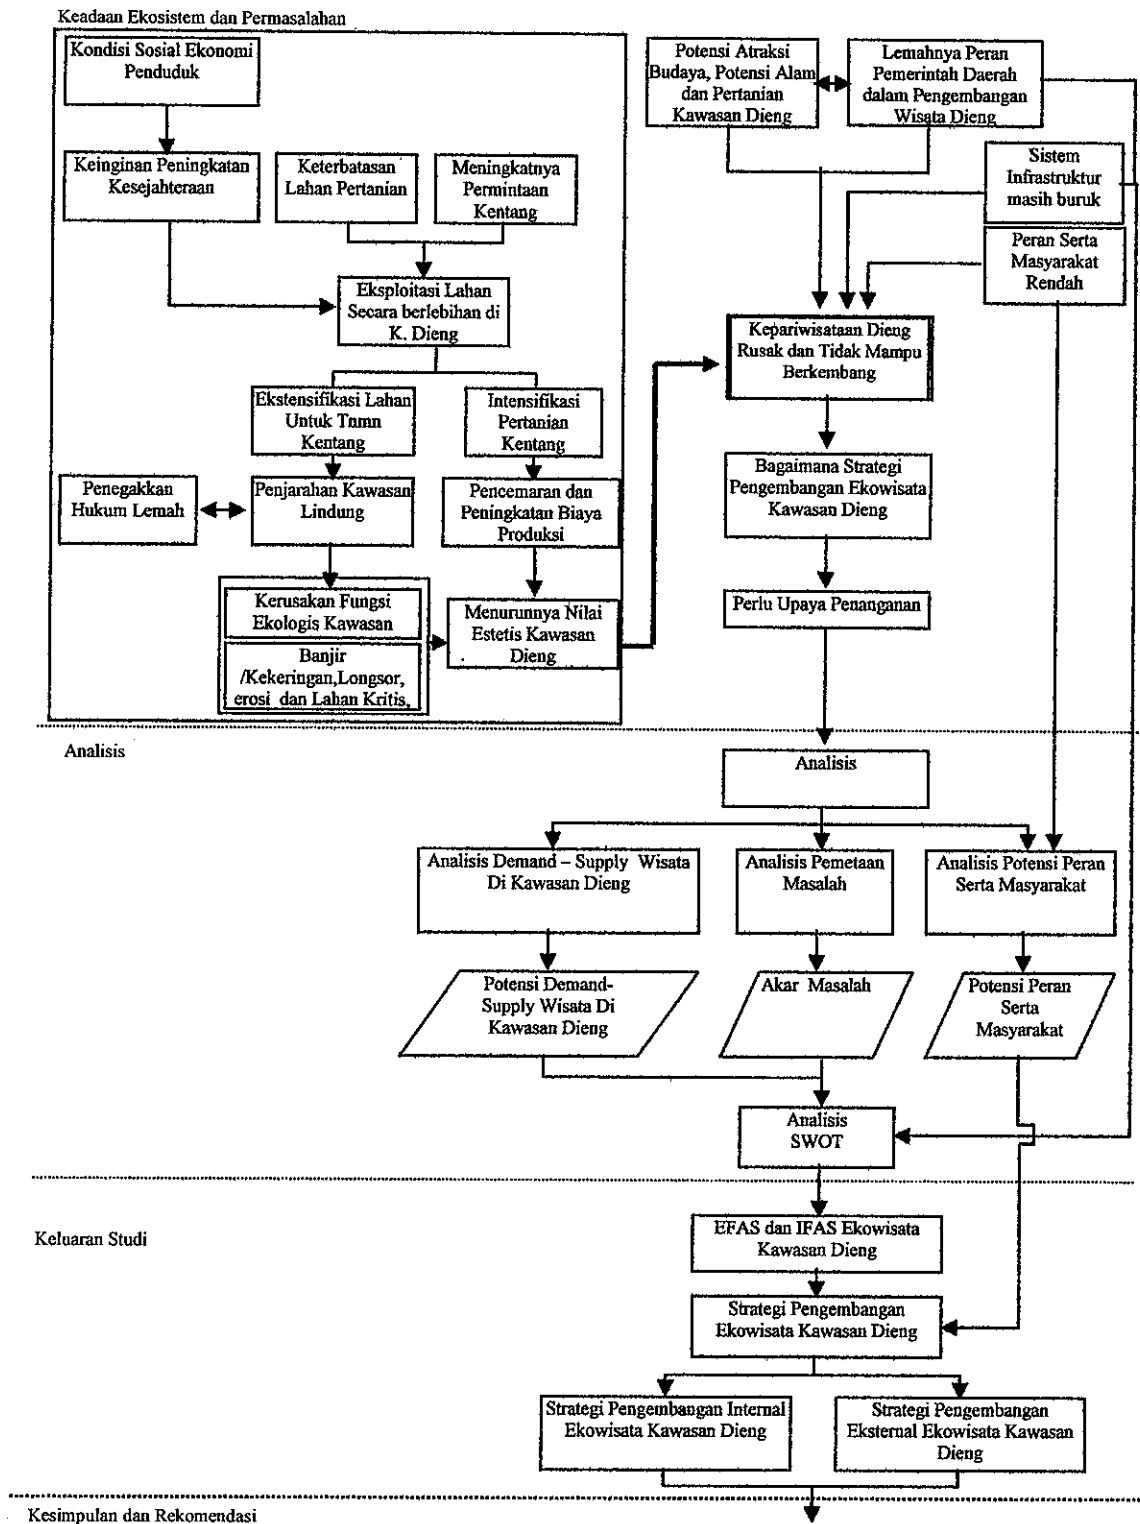 Keadaan Ekosistem dan Permasalahan
Kondisi Sosial Ekonomi
Penduduk
Keinginan Peningkatan
Kesejahteraan
Keterbatasan
Lahan Pertanian
Meningkatnya
Permintaan
Kentang
Eksploitasi Lahan
Secara berlebihan di
K. Dieng
Ekstensifikasi Lahan
Untuk Tnmn
Kentang
Intensifikasi
Pertanian
Kentang
Penegakkan
Hukum Lemah
Penjarahan Kawasan
Lindung
Pencemaran dan
Peningkatan Biaya
Produksi
Kerusakan Fungsi
Ekologis Kawasan
Banjir
/Kekeringan,Longsor,
erosi dan Lahan Kritis,
Menurunnya Nilai
Estetis Kawasan
Dieng
Potensi Atraksi
Budaya, Potensi Alam
dan Pertanian
Kawasan Dieng
Lemahnya Peran
Pemerintah Daerah
dalam Pengembangan
Wisata Dieng
Sistem
Infrastruktur
masih buruk
Peran Serta
Masyarakat
Rendah
Kepariwisataan Dieng
Rusak dan Tidak Mampu
Berkembang
Bagaimana Strategi
Pengembangan Ekowisata
Kawasan Dieng
Perlu Upaya Penanganan
Analisis
Analisis
Analisis Demand – Supply Wisata
Di Kawasan Dieng
Analisis Pemetaan
Masalah
Analisis Potensi Peran
Serta Masyarakat
Potensi Demand-
Supply Wisata Di
Kawasan Dieng
Akar Masalah
Potensi Peran
Serta
Masyarakat
Analisis
SWOT
Keluaran Studi
EFAS dan IFAS Ekowisata
Kawasan Dieng
Strategi Pengembangan
Ekowisata Kawasan Dieng
Strategi Pengembangan Internal
Ekowisata Kawasan Dieng
Strategi Pengembangan
Eksternal Ekowisata Kawasan
Dieng
Kesimpulan dan Rekomendasi